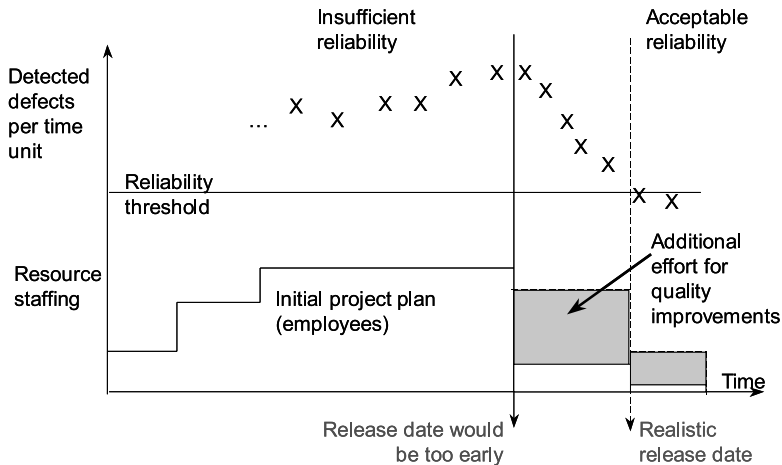 Insufficient
reliability
Acceptable
reliability
Detected
defects
per time
unit
...
X X X X X X X X X X X X X X
Reliability
threshold
Resource
staffing
Initial project plan
(employees)
Additional
effort for
quality
improvements
Time
Release date would
be too early
Realistic
release date